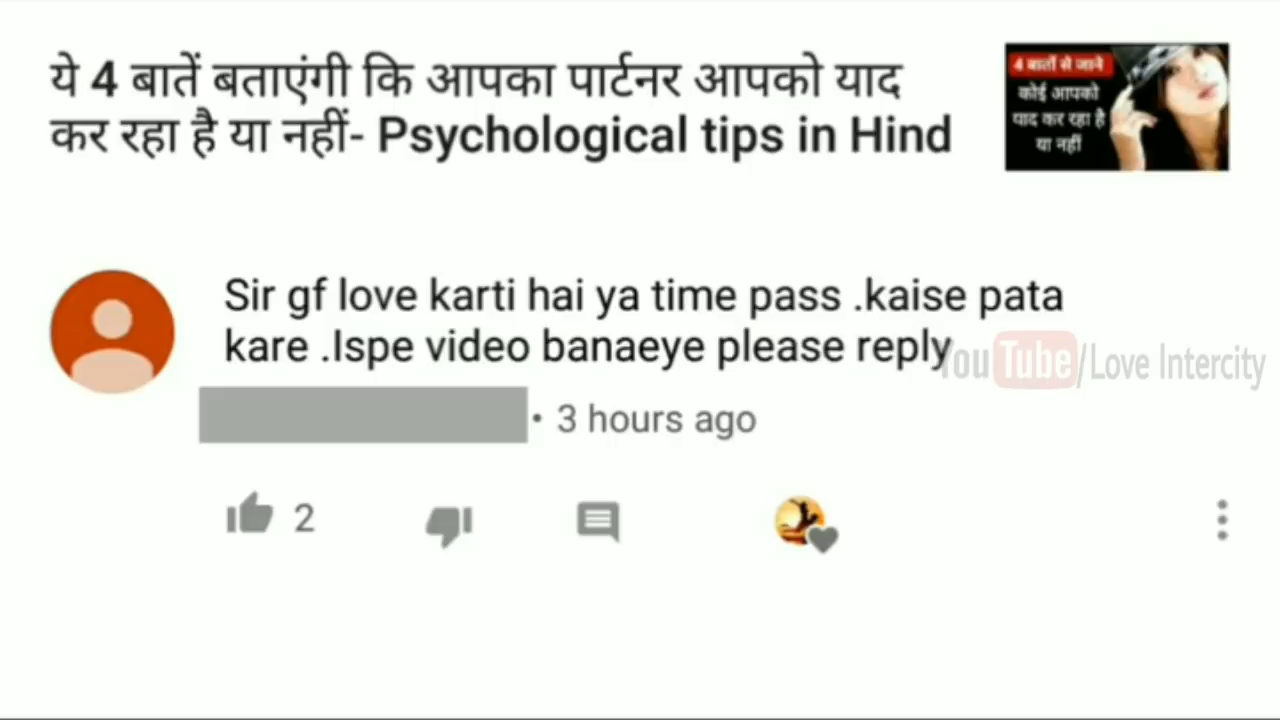 ये 4 बातें बताएंगी कि आपका पार्टनर आपको याद
कर रहा है या नहीं- Psychological tips in Hind
4 बातों से जाने
कोई आपको
याद कर रहा है
या नहीं
Sir gf love karti hai ya time pass .kaise pata
kare .Ispe video banaeye please reply
YouTube/Love Intercity
• 3 hours ago
2